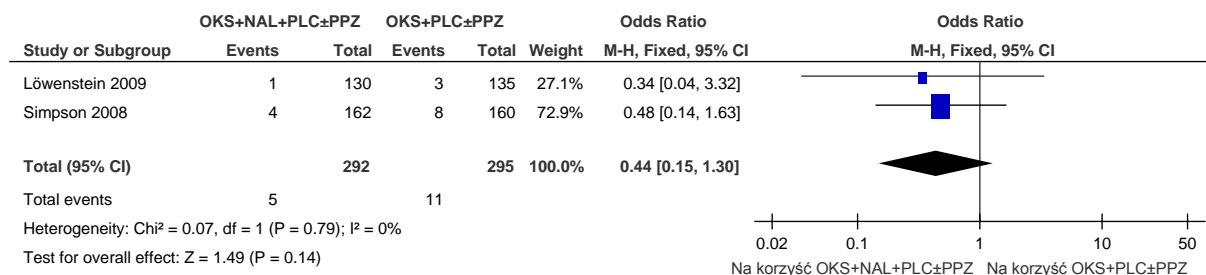 OKS+NAL+PLC±PPZ OKS+PLC±PPZ Odds Ratio Odds Ratio
Study or Subgroup Events Total Events Total Weight M-H, Fixed, 95% CI M-H, Fixed, 95% CI
Löwenstein 2009 1 130 3 135 27.1% 0.34 [0.04, 3.32]
Simpson 2008 4 162 8 160 72.9% 0.48 [0.14, 1.63]
Total (95% CI) 292 295 100.0% 0.44 [0.15, 1.30]
Total events 5 11
Heterogeneity: Chi² = 0.07, df = 1 (P = 0.79); I² = 0%
Test for overall effect: Z = 1.49 (P = 0.14)
0.02 0.1 1 10 50
Na korzyść OKS+NAL+PLC±PPZ Na korzyść OKS+PLC±PPZ